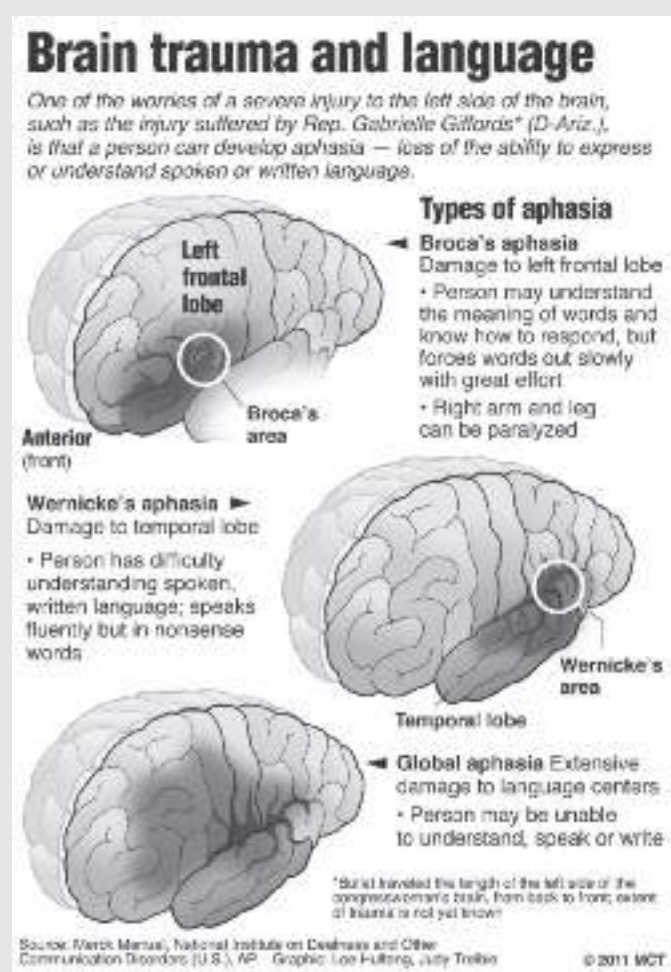 Brain trauma and language
One of the worries of a severe injury to the left side of the brain,
such as the injury suffered by Rep. Gabrielle Giffords* (D-Ariz.),
is that a person can develop aphasia — loss of the ability to express
or understand spoken or written language.
Types of aphasia
◄ Broca's aphasia
Damage to left frontal lobe
• Person may understand
the meaning of words and
know how to respond, but
forces words out slowly
with great effort
• Right arm and leg
can be paralyzed
Left
frontal
lobe
Broca's
area
Anterior
(front)
Wernicke's aphasia ►
Damage to temporal lobe
• Person has difficulty
understanding spoken,
written language; speaks
fluently but in nonsense
words
Wernicke's
area
Temporal lobe
◄ Global aphasia Extensive
damage to language centers
• Person may be unable
to understand, speak or write
*Bullet traveled the length of the left side of the
congresswoman's brain, from back to front; extent
of trauma is not yet known
Source: Merck Manual, National Institute on Deafness and Other
Communication Disorders (U.S.), AP Graphic: Lee Hulteng, Judy Treible
© 2011 MCT